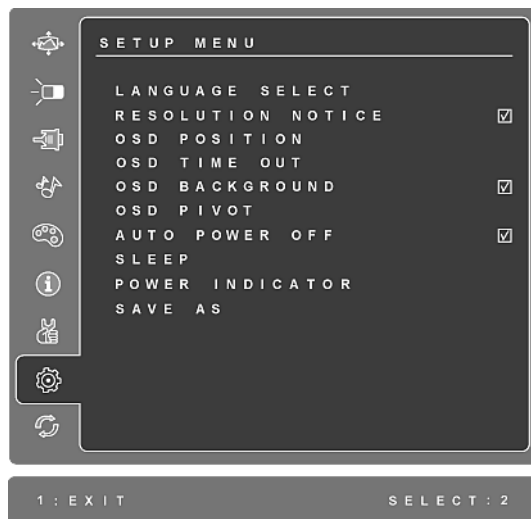 SETUP MENU
LANGUAGE SELECT
RESOLUTION NOTICE
OSD POSITION
OSD TIME OUT
OSD BACKGROUND
OSD PIVOT
AUTO POWER OFF
SLEEP
POWER INDICATOR
SAVE AS
1:EXIT SELECT:2